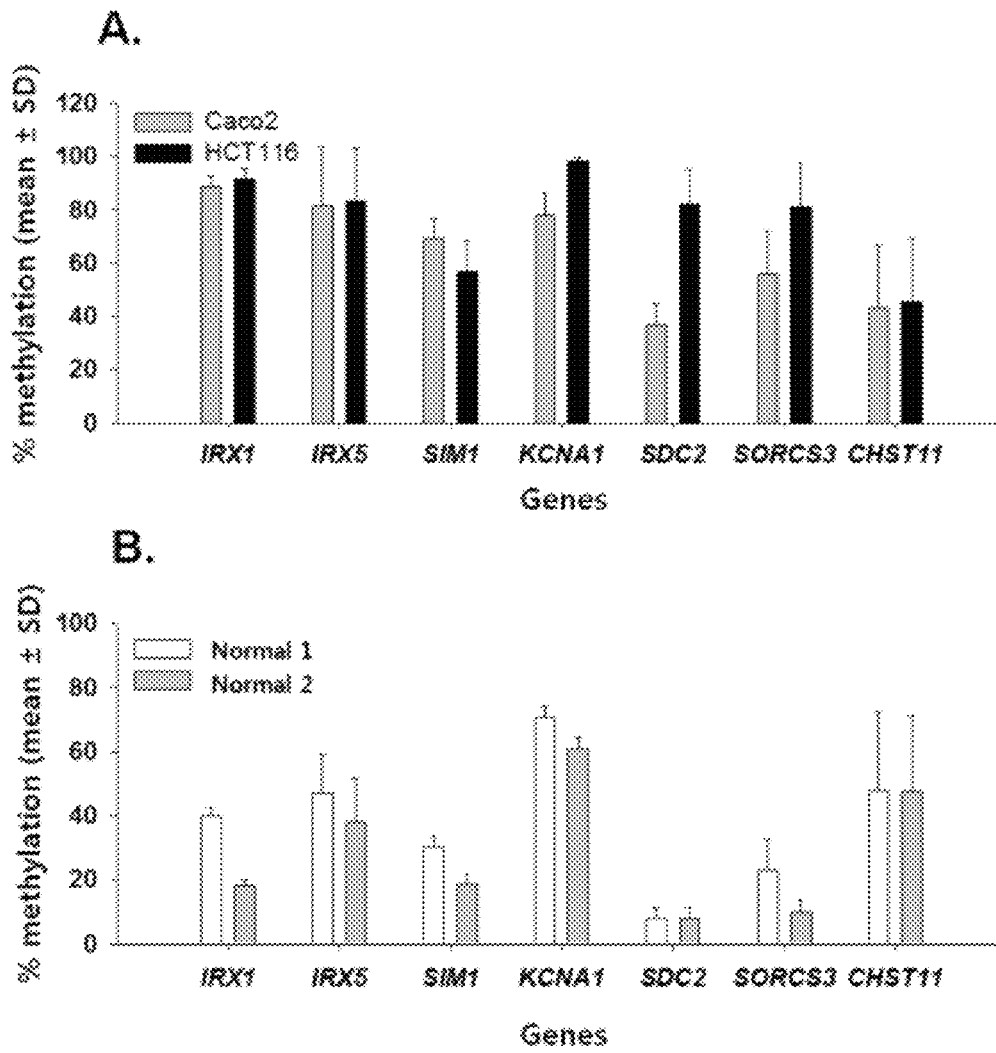 A.
% methylation (mean ± SD)
120
100
80
60
40
20
0
Caco2
HCT116
IRX1 IRX5 SIM1 KCNA1 SDC2 SORCS3 CHST11
Genes
B.
% methylation (mean ± SD)
100
80
60
40
20
0
Normal 1
Normal 2
IRX1 IRX5 SIM1 KCNA1 SDC2 SORCS3 CHST11
Genes